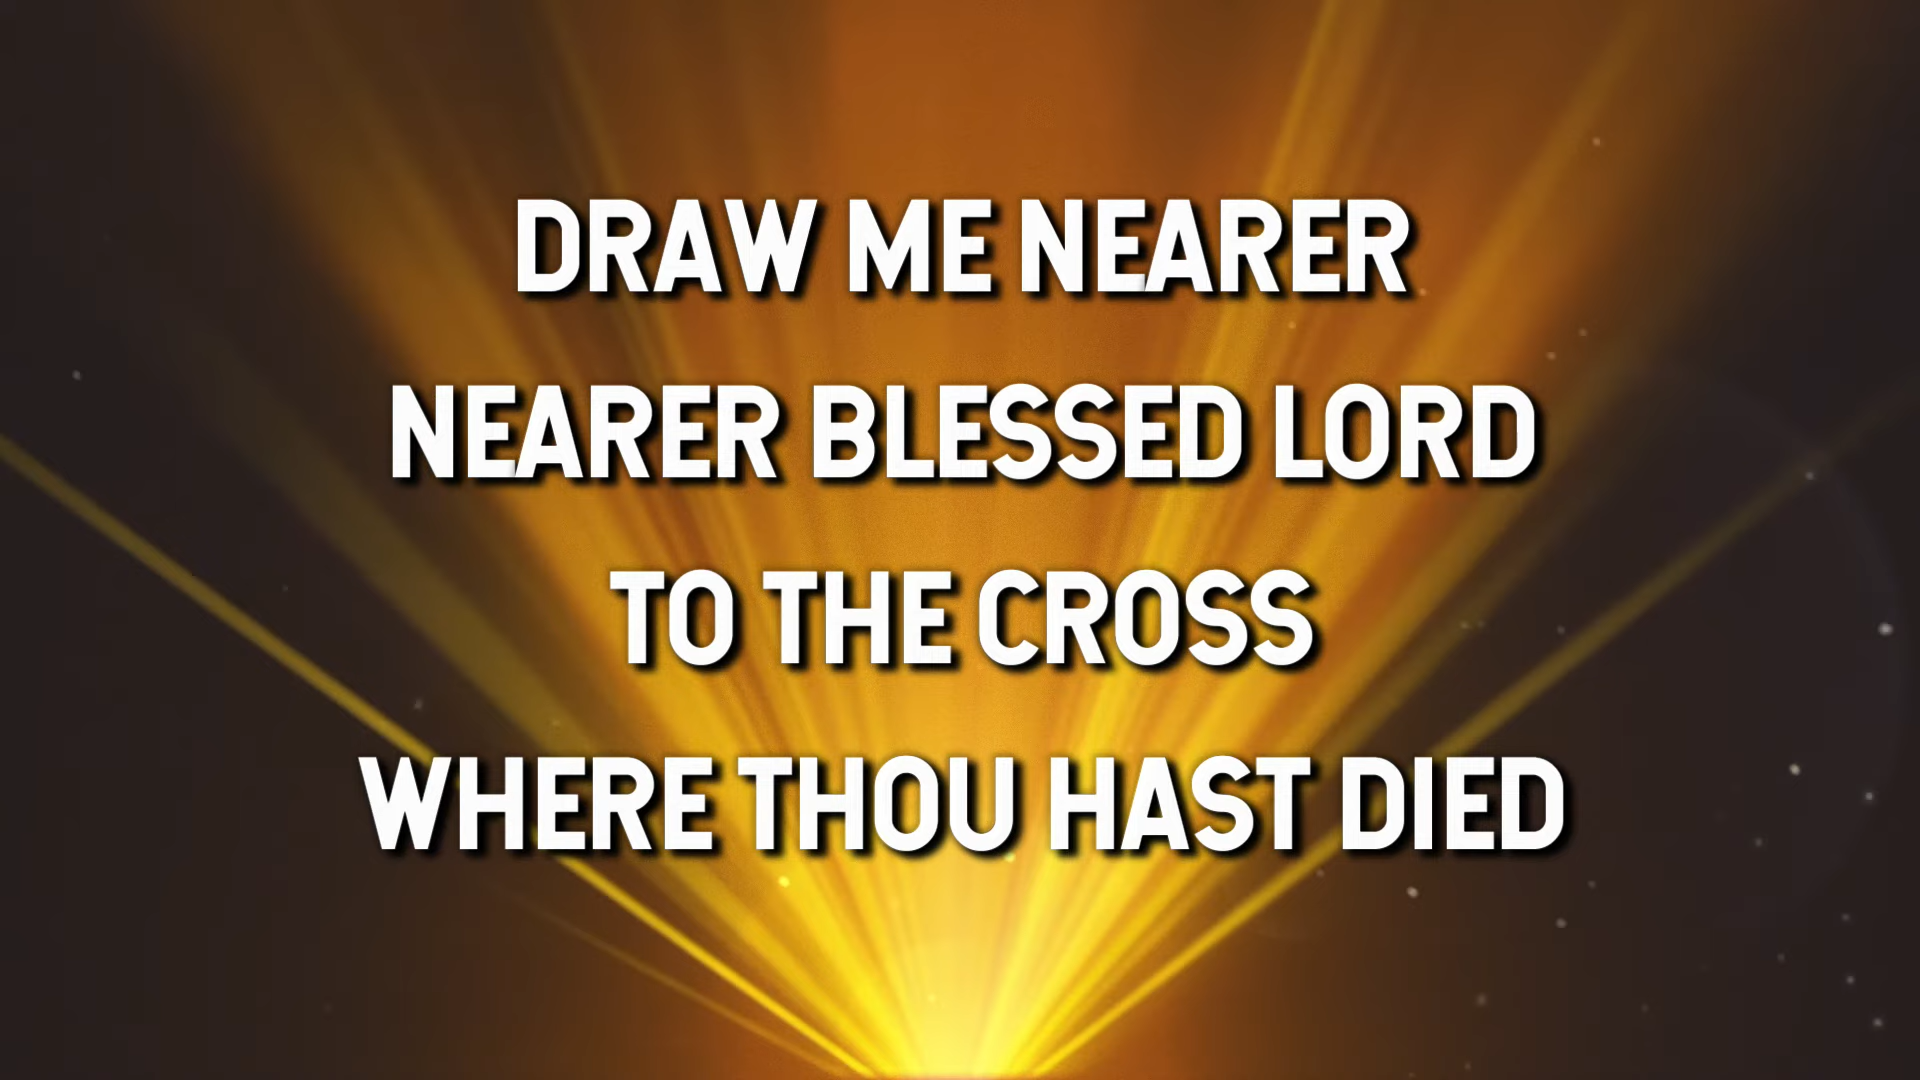 DRAW ME NEARER
NEARER BLESSED LORD
TO THE CROSS
WHERE THOU HAST DIED